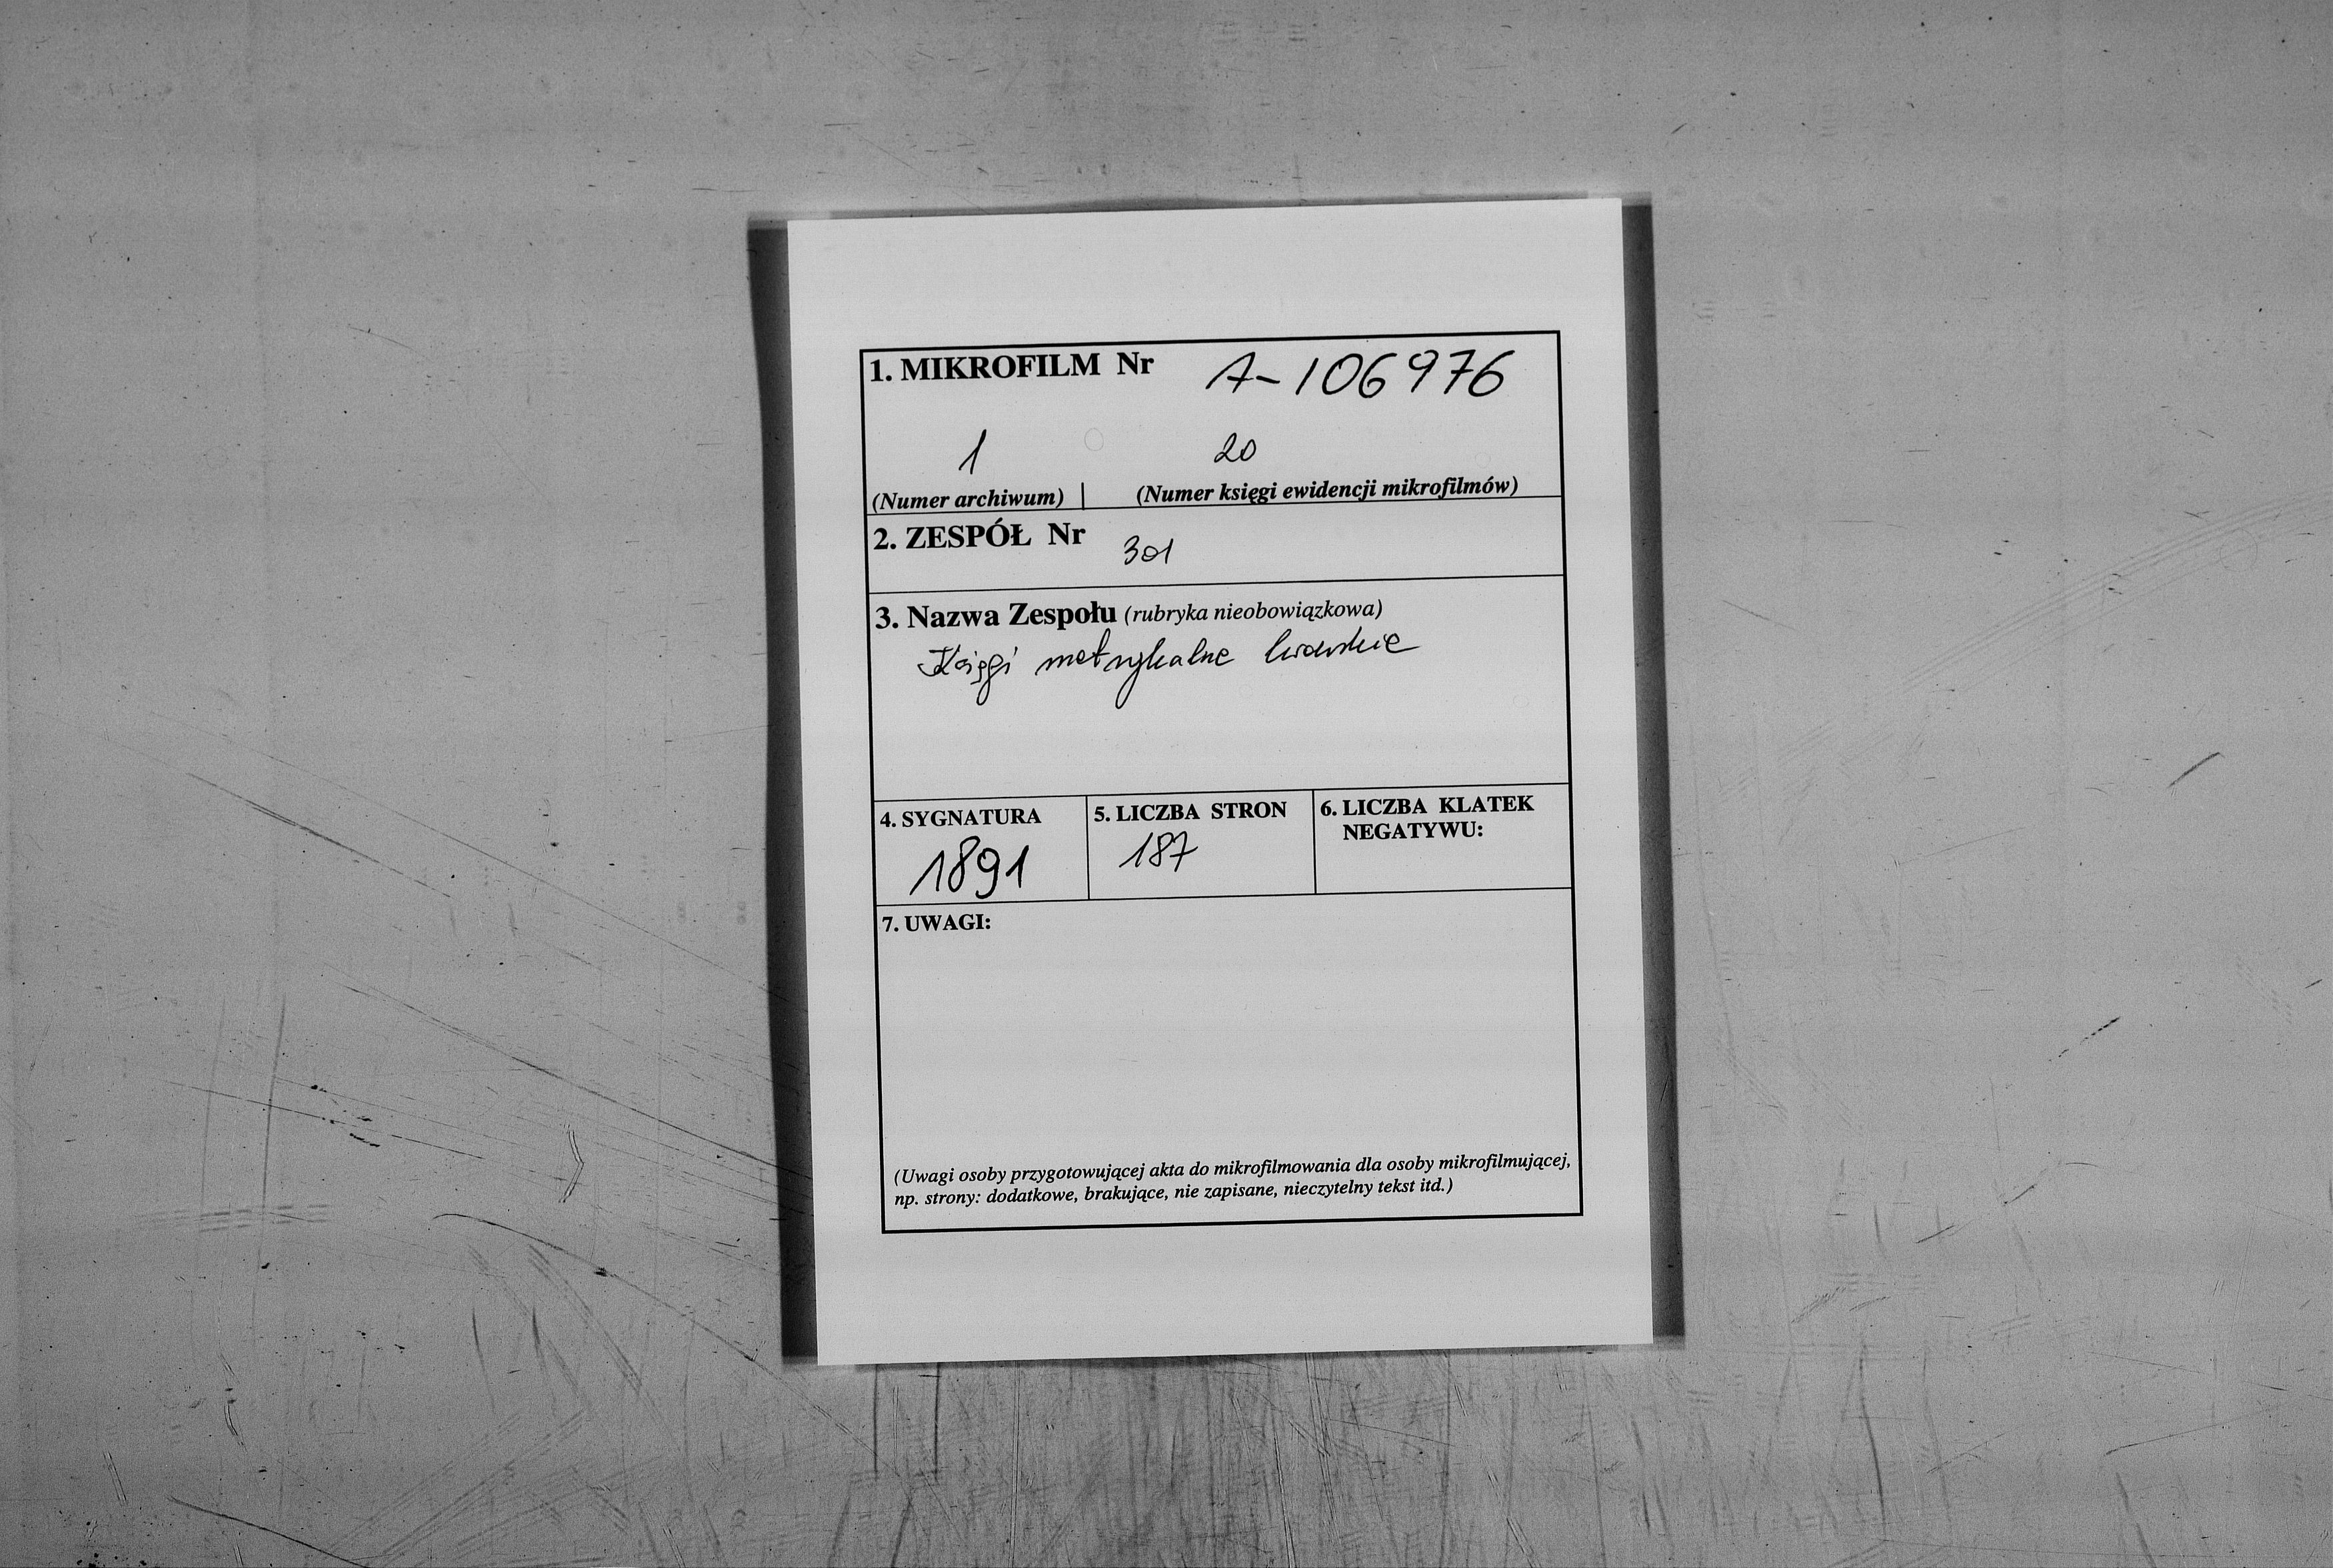 1. MIKROFILM Nr A-106976
1 20
(Numer archiwum) | (Numer księgi ewidencji mikrofilmów)
2. ZESPÓŁ Nr 301
3. Nazwa Zespołu (rubryka nieobowiązkowa)
Księgi metrykalne lwowskie
4. SYGNATURA 5. LICZBA STRON 6. LICZBA KLATEK
NEGATYWU:
1891 187
7. UWAGI:
(Uwagi osoby przygotowującej akta do mikrofilmowania dla osoby mikrofilmującej,
np. strony: dodatkowe, brakujące, nie zapisane, nieczytelny tekst itd.)